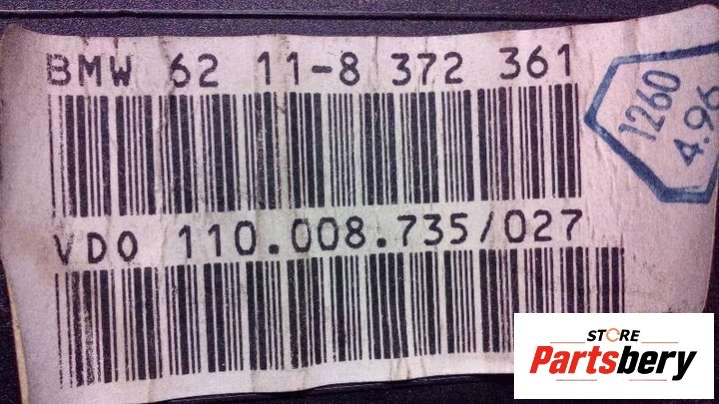 BMW 62 11-8 372 361
1260
4.96
VDO 110.008.735/027
STORE
Partsbery